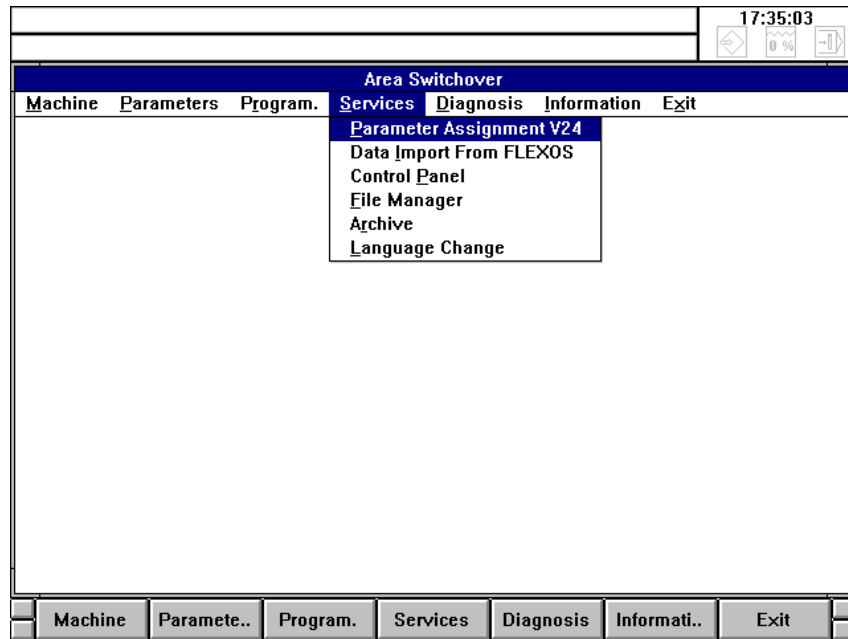 17:35:03
0 %
Area Switchover
Machine Parameters Program. Services Diagnosis Information Exit
Parameter Assignment V24
Data Import From FLEXOS
Control Panel
File Manager
Archive
Language Change
Machine Paramete.. Program. Services Diagnosis Informati.. Exit